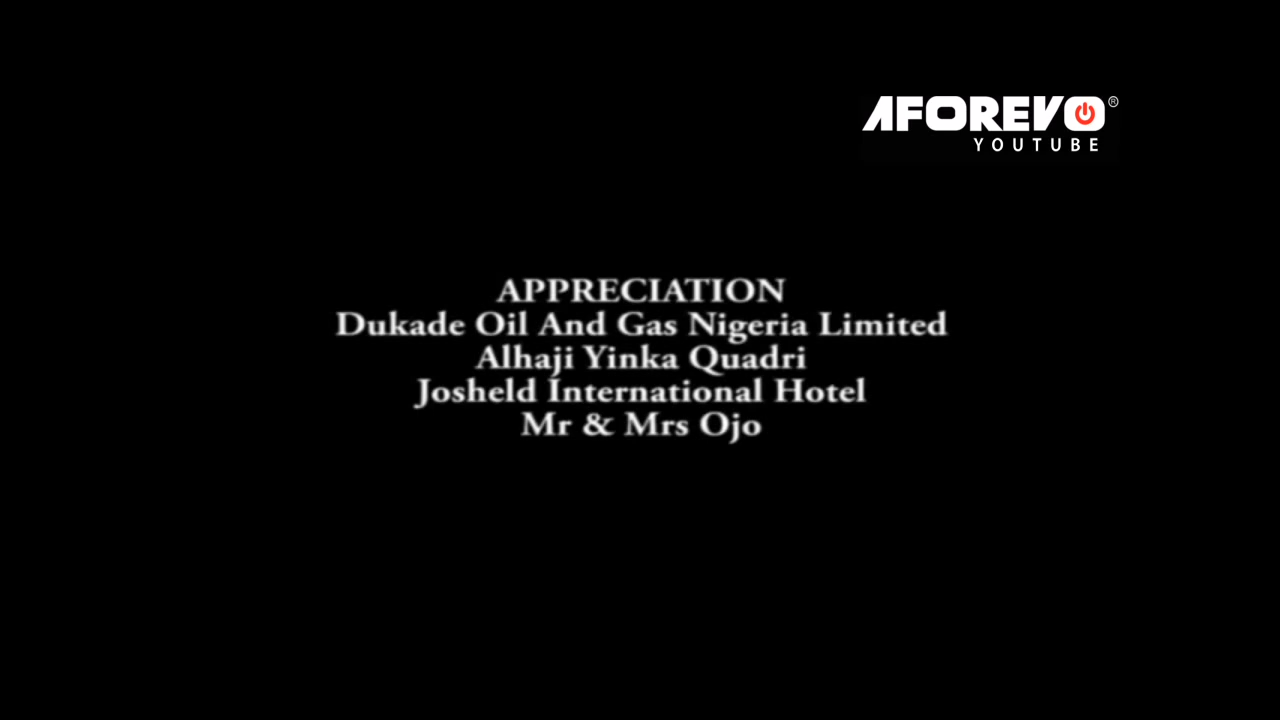 AFOREVO®
YOUTUBE
APPRECIATION
Dukade Oil And Gas Nigeria Limited
Alhaji Yinka Quadri
Josheld International Hotel
Mr & Mrs Ojo